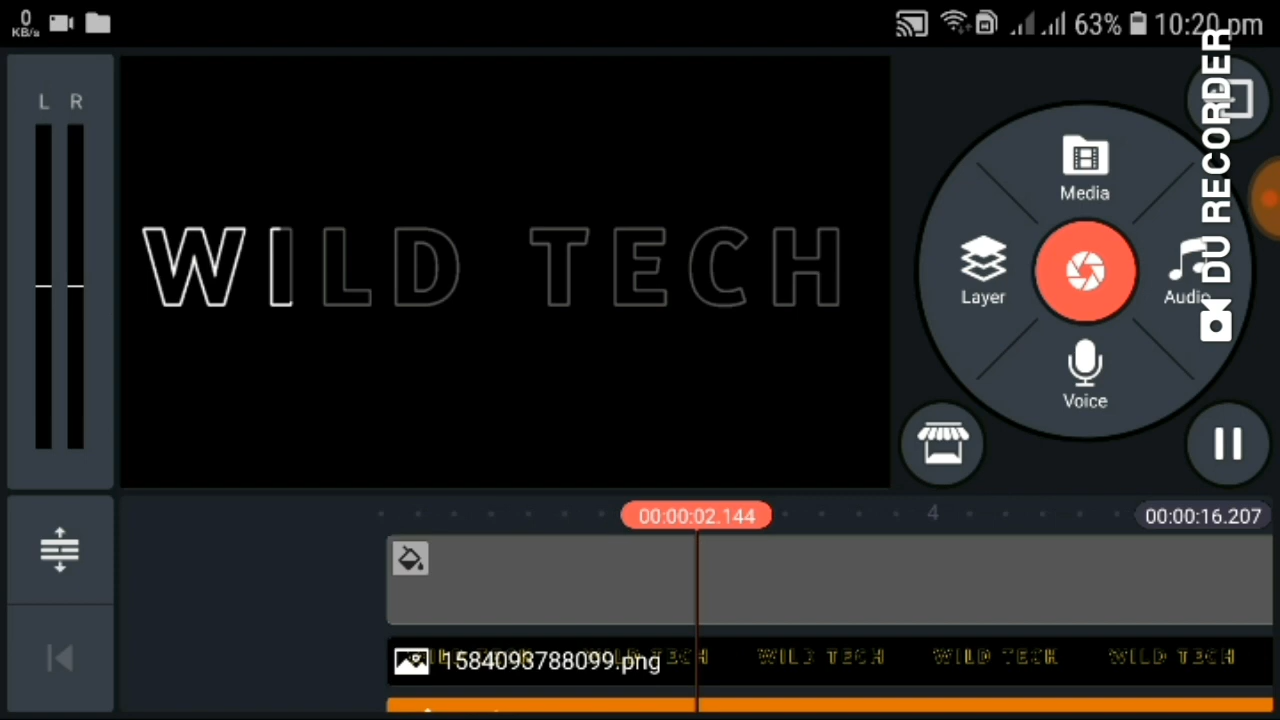 0
KB/s
63%
10:20 pm
L R
WILD TECH
Media
Layer
Audio
Voice
DU RECORDER
00:00:02.144
4
00:00:16.207
1584093788099.png
WILD TECH WILD TECH WILD TECH